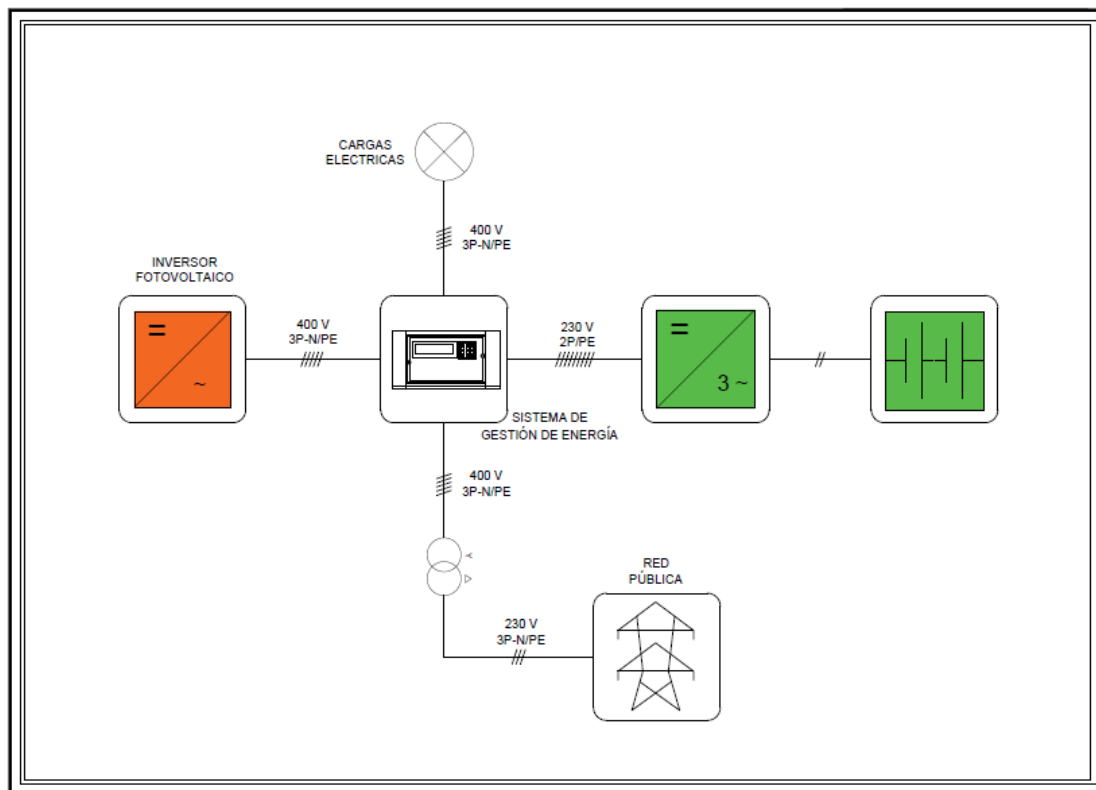 CARGAS
ELECTRICAS
400 V
3P-N/PE
INVERSOR
FOTOVOLTAICO
=
~
400 V
3P-N/PE
230 V
2P/PE
=
3 ~
SISTEMA DE
GESTIÓN DE ENERGÍA
400 V
3P-N/PE
RED
PÚBLICA
230 V
3P-N/PE